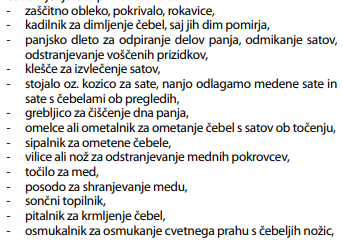 - zaščitno obleko, pokrivalo, rokavice,
- kadilnik za dimljenje čebel, saj jih dim pomirja,
- panjsko dleto za odpiranje delov panja, odmikanje satov,
odstranjevanje voščenih prizidkov,
- klešče za izvlečenje satov,
- stojalo oz. kozico za sate, nanjo odlagamo medene sate in
sate s čebelami ob pregledih,
- grebljico za čiščenje dna panja,
- omelce ali ometalnik za ometanje čebel s satov ob točenju,
- sipalnik za ometene čebele,
- vilice ali nož za odstranjevanje mednih pokrovcev,
- točilo za med,
- posodo za shranjevanje medu,
- sončni topilnik,
- pitalnik za krmljenje čebel,
- osmukalnik za osmukanje cvetnega prahu s čebeljih nožic,